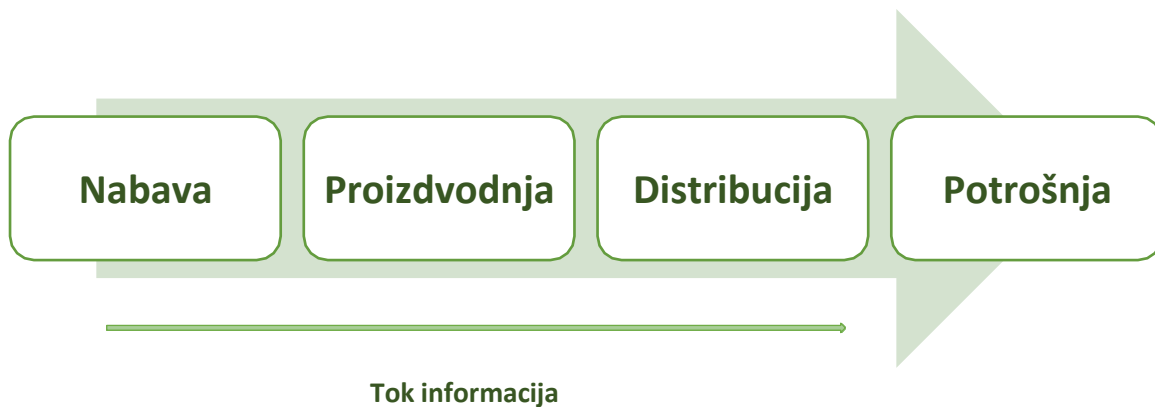 Nabava
Proizdvodnja
Distribucija
Potrošnja
Tok informacija